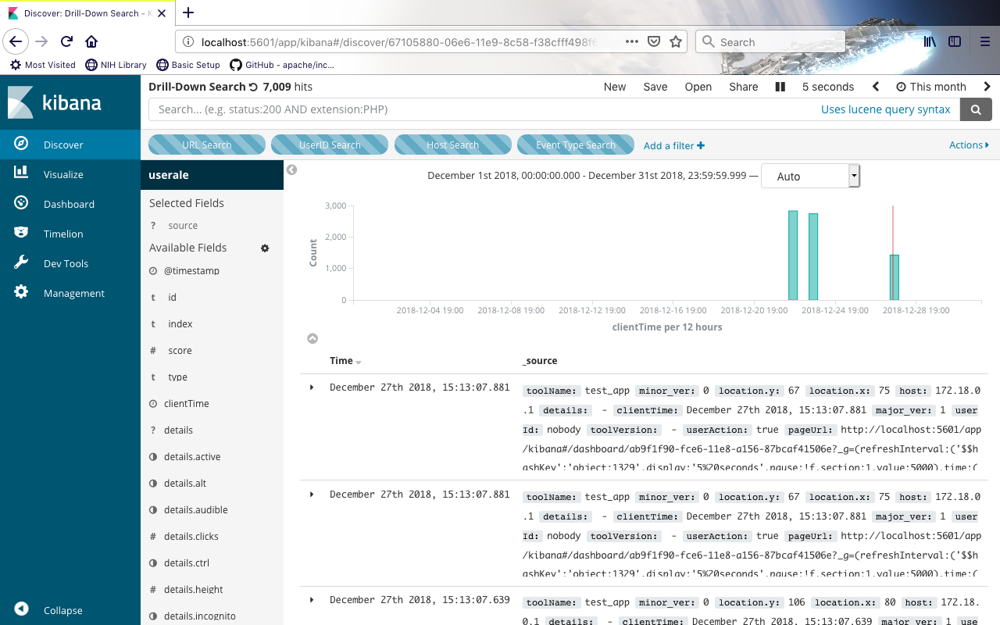 Discover: Drill-Down Search - K
localhost:5601/app/kibana#/discover/67105880-06e6-11e9-8c58-f38cfff498f6
Search
Most Visited NIH Library Basic Setup GitHub - apache/inc...
kibana
Discover
Visualize
Dashboard
Timelion
Dev Tools
Management
Collapse
Drill-Down Search 7,009 hits
New Save Open Share 5 seconds This month
Search... (e.g. status:200 AND extension:PHP) Uses lucene query syntax
URL Search UserID Search Host Search Event Type Search Add a filter + Actions
userale
Selected Fields
? source
Available Fields
@timestamp
t id
t index
# score
t type
clientTime
? details
details.active
details.alt
details.audible
# details.clicks
details.ctrl
# details.height
details.incognito
December 1st 2018, 00:00:00.000 - December 31st 2018, 23:59:59.999 — Auto
3,000
2,000
1,000
0
Count
2018-12-04 19:00 2018-12-08 19:00 2018-12-12 19:00 2018-12-16 19:00 2018-12-20 19:00 2018-12-24 19:00 2018-12-28 19:00
clientTime per 12 hours
Time _source
December 27th 2018, 15:13:07.881 toolName: test_app minor_ver: 0 location.y: 67 location.x: 75 host: 172.18.0
.1 details: - clientTime: December 27th 2018, 15:13:07.881 major_ver: 1 user
Id: nobody toolVersion: - userAction: true pageUrl: http://localhost:5601/app
/kibana#/dashboard/ab9f1f90-fce6-11e8-a156-87bcaf41506e?_g=(refreshInterval:('$$h
ashKey':'object:1329',display:'5%20seconds',pause:!f,section:1,value:5000),time:(
December 27th 2018, 15:13:07.881 toolName: test_app minor_ver: 0 location.y: 67 location.x: 75 host: 172.18.0
.1 details: - clientTime: December 27th 2018, 15:13:07.881 major_ver: 1 user
Id: nobody toolVersion: - userAction: true pageUrl: http://localhost:5601/app
/kibana#/dashboard/ab9f1f90-fce6-11e8-a156-87bcaf41506e?_g=(refreshInterval:('$$h
ashKey':'object:1329',display:'5%20seconds',pause:!f,section:1,value:5000),time:(
December 27th 2018, 15:13:07.639 toolName: test_app minor_ver: 0 location.y: 106 location.x: 80 host: 172.18.
0.1 details: - clientTime: December 27th 2018, 15:13:07.639 major_ver: 1 use